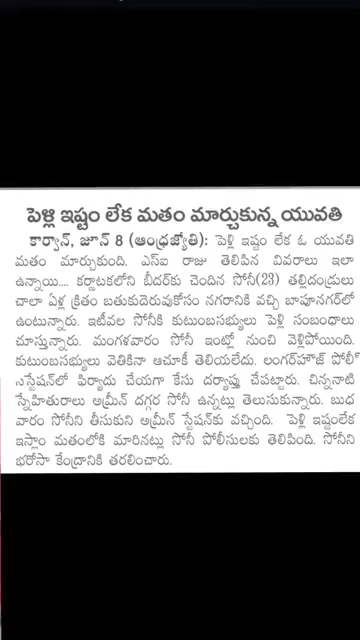 పెళ్లి ఇష్టం లేక మతం మార్చుకున్న యువతి
కార్వాన్, జూన్ 8 (ఆంధ్రజ్యోతి): పెళ్లి ఇష్టం లేక ఓ యువతి
మతం మార్చుకుంది. ఎస్ఐ రాజు తెలిపిన వివరాలు ఇలా
ఉన్నాయి.... కర్ణాటకలోని బీదర్‌కు చెందిన సోనీ(23) తల్లిదండ్రులు
చాలా ఏళ్ల క్రితం బతుకుదెరువుకోసం నగరానికి వచ్చి బాపూనగర్‌లో
ఉంటున్నారు. ఇటీవల సోనీకి కుటుంబసభ్యులు పెళ్లి సంబంధాలు
చూస్తున్నారు. మంగళవారం సోనీ ఇంట్లో నుంచి వెళ్లిపోయింది.
కుటుంబసభ్యులు వెతికినా ఆచూకీ తెలియలేదు. లంగర్‌హౌజ్ పోలీస్
స్టేషన్‌లో ఫిర్యాదు చేయగా కేసు దర్యాప్తు చేపట్టారు. చిన్ననాటి
స్నేహితురాలు అమ్రీన్ దగ్గర సోనీ ఉన్నట్లు తెలుసుకున్నారు. బుధ
వారం సోనీని తీసుకుని అమ్రీన్ స్టేషన్‌కు వచ్చింది. పెళ్లి ఇష్టంలేక
ఇస్లాం మతంలోకి మారినట్లు సోనీ పోలీసులకు తెలిపింది. సోనీని
భరోసా కేంద్రానికి తరలించారు.